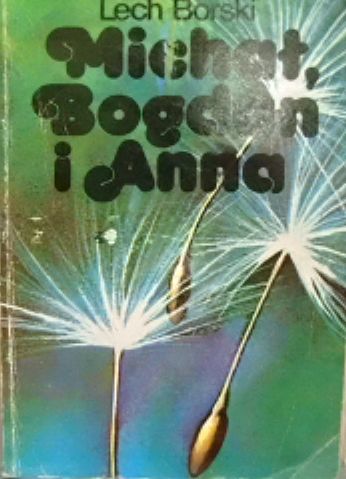 Lech Borski
Michał,
Bogdan
i Anna